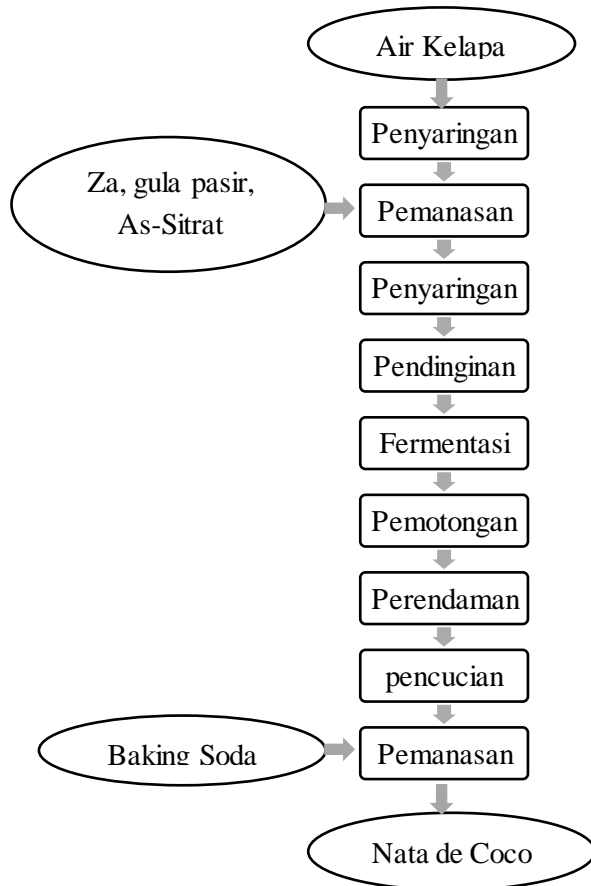 Air Kelapa
Penyaringan
Za, gula pasir,
As-Sitrat
Pemanasan
Penyaringan
Pendinginan
Fermentasi
Pemotongan
Perendaman
pencucian
Baking Soda
Pemanasan
Nata de Coco